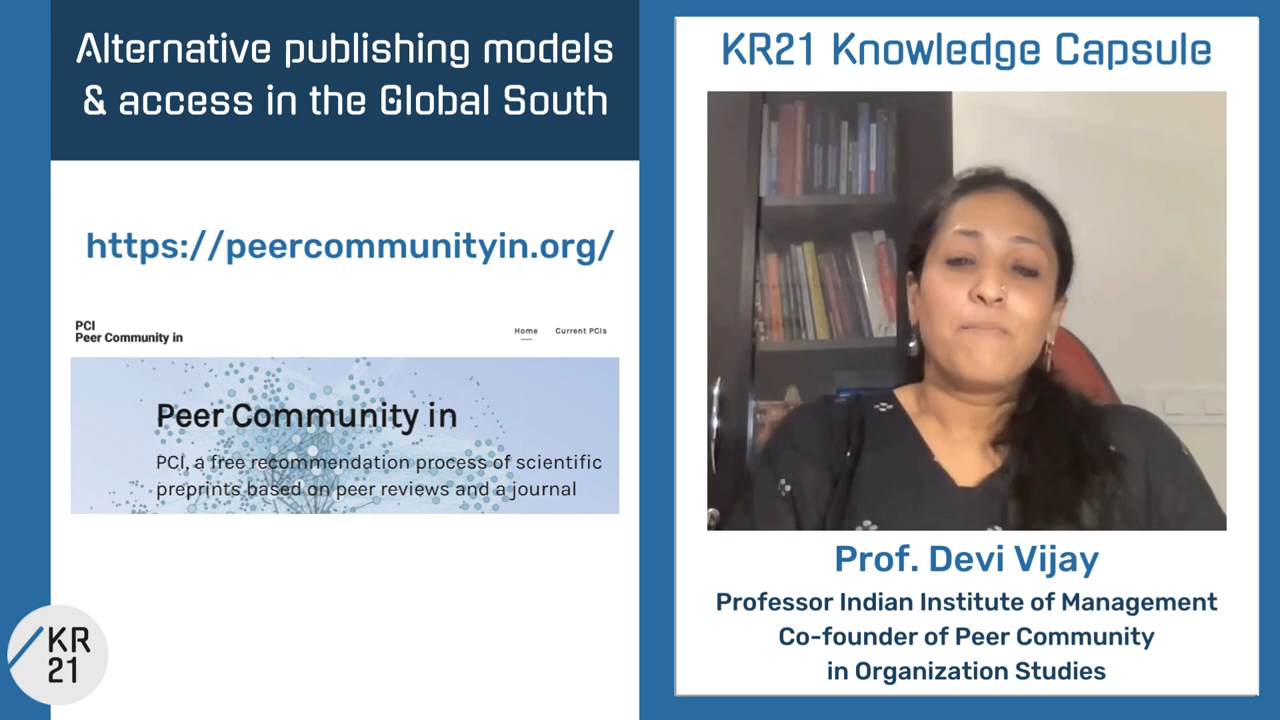 Alternative publishing models
& access in the Global South
https://peercommunityin.org/
PCI
Peer Community in
Home Current PCIs
Peer Community in
PCI, a free recommendation process of scientific
preprints based on peer reviews and a journal
KR
21
KR21 Knowledge Capsule
Prof. Devi Vijay
Professor Indian Institute of Management
Co-founder of Peer Community
in Organization Studies